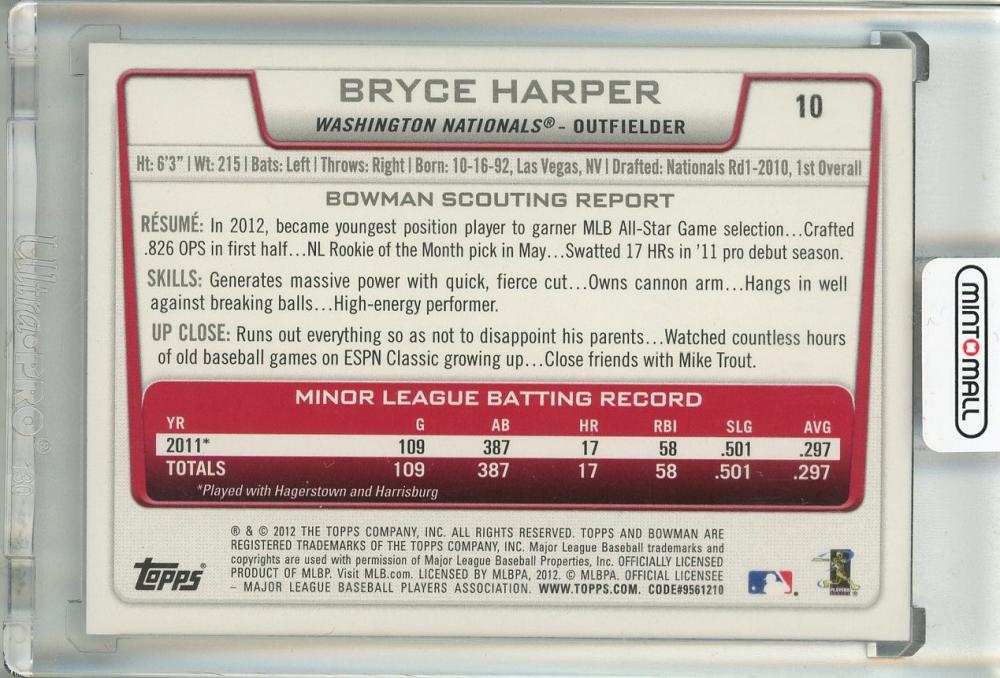 BRYCE HARPER
10
WASHINGTON NATIONALS® - OUTFIELDER
Ht: 6'3" | Wt: 215 | Bats: Left | Throws: Right | Born: 10-16-92, Las Vegas, NV | Drafted: Nationals Rd1-2010, 1st Overall
BOWMAN SCOUTING REPORT
RÉSUMÉ: In 2012, became youngest position player to garner MLB All-Star Game selection...Crafted
.826 OPS in first half...NL Rookie of the Month pick in May...Swatted 17 HRs in '11 pro debut season.
SKILLS: Generates massive power with quick, fierce cut...Owns cannon arm...Hangs in well
against breaking balls...High-energy performer.
UP CLOSE: Runs out everything so as not to disappoint his parents...Watched countless hours
of old baseball games on ESPN Classic growing up...Close friends with Mike Trout.
MINOR LEAGUE BATTING RECORD
YR G AB HR RBI SLG AVG
2011* 109 387 17 58 .501 .297
TOTALS 109 387 17 58 .501 .297
*Played with Hagerstown and Harrisburg
® & © 2012 THE TOPPS COMPANY, INC. ALL RIGHTS RESERVED. TOPPS AND BOWMAN ARE
REGISTERED TRADEMARKS OF THE TOPPS COMPANY, INC. Major League Baseball trademarks and
copyrights are used with permission of Major League Baseball Properties, Inc. OFFICIALLY LICENSED
PRODUCT OF MLBP. Visit MLB.com. LICENSED BY MLBPA, 2012. © MLBPA. OFFICIAL LICENSEE
– MAJOR LEAGUE BASEBALL PLAYERS ASSOCIATION. WWW.TOPPS.COM. CODE#9561210
topps®
PLAYERS
Ultra•PRO® 130
MINTOMALL